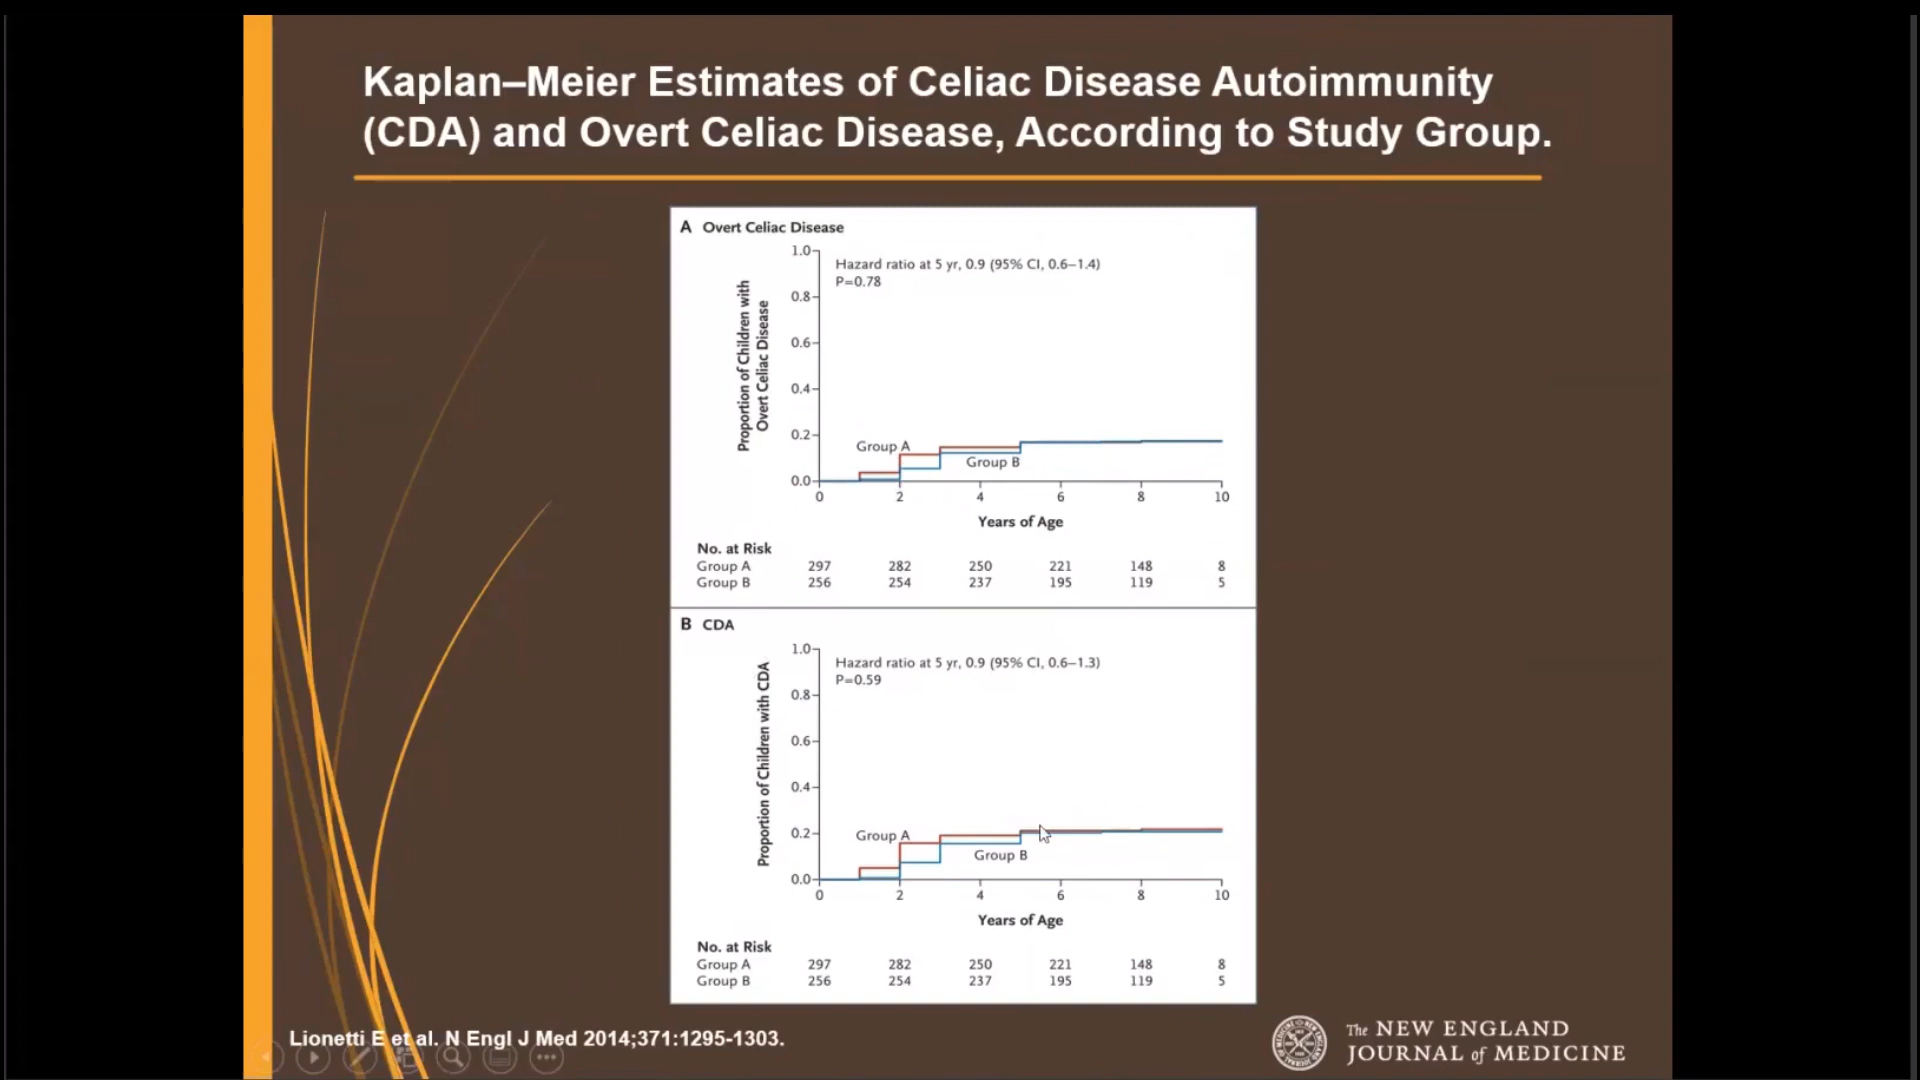 Kaplan–Meier Estimates of Celiac Disease Autoimmunity
(CDA) and Overt Celiac Disease, According to Study Group.
A Overt Celiac Disease
Proportion of Children with
Overt Celiac Disease
1.0
0.8
0.6
0.4
0.2
0.0
Hazard ratio at 5 yr, 0.9 (95% CI, 0.6–1.4)
P=0.78
Group A
Group B
0 2 4 6 8 10
Years of Age
No. at Risk
Group A 297 282 250 221 148 8
Group B 256 254 237 195 119 5
B CDA
Proportion of Children with CDA
1.0
0.8
0.6
0.4
0.2
0.0
Hazard ratio at 5 yr, 0.9 (95% CI, 0.6–1.3)
P=0.59
Group A
Group B
0 2 4 6 8 10
Years of Age
No. at Risk
Group A 297 282 250 221 148 8
Group B 256 254 237 195 119 5
Lionetti E et al. N Engl J Med 2014;371:1295-1303.
The NEW ENGLAND
JOURNAL of MEDICINE